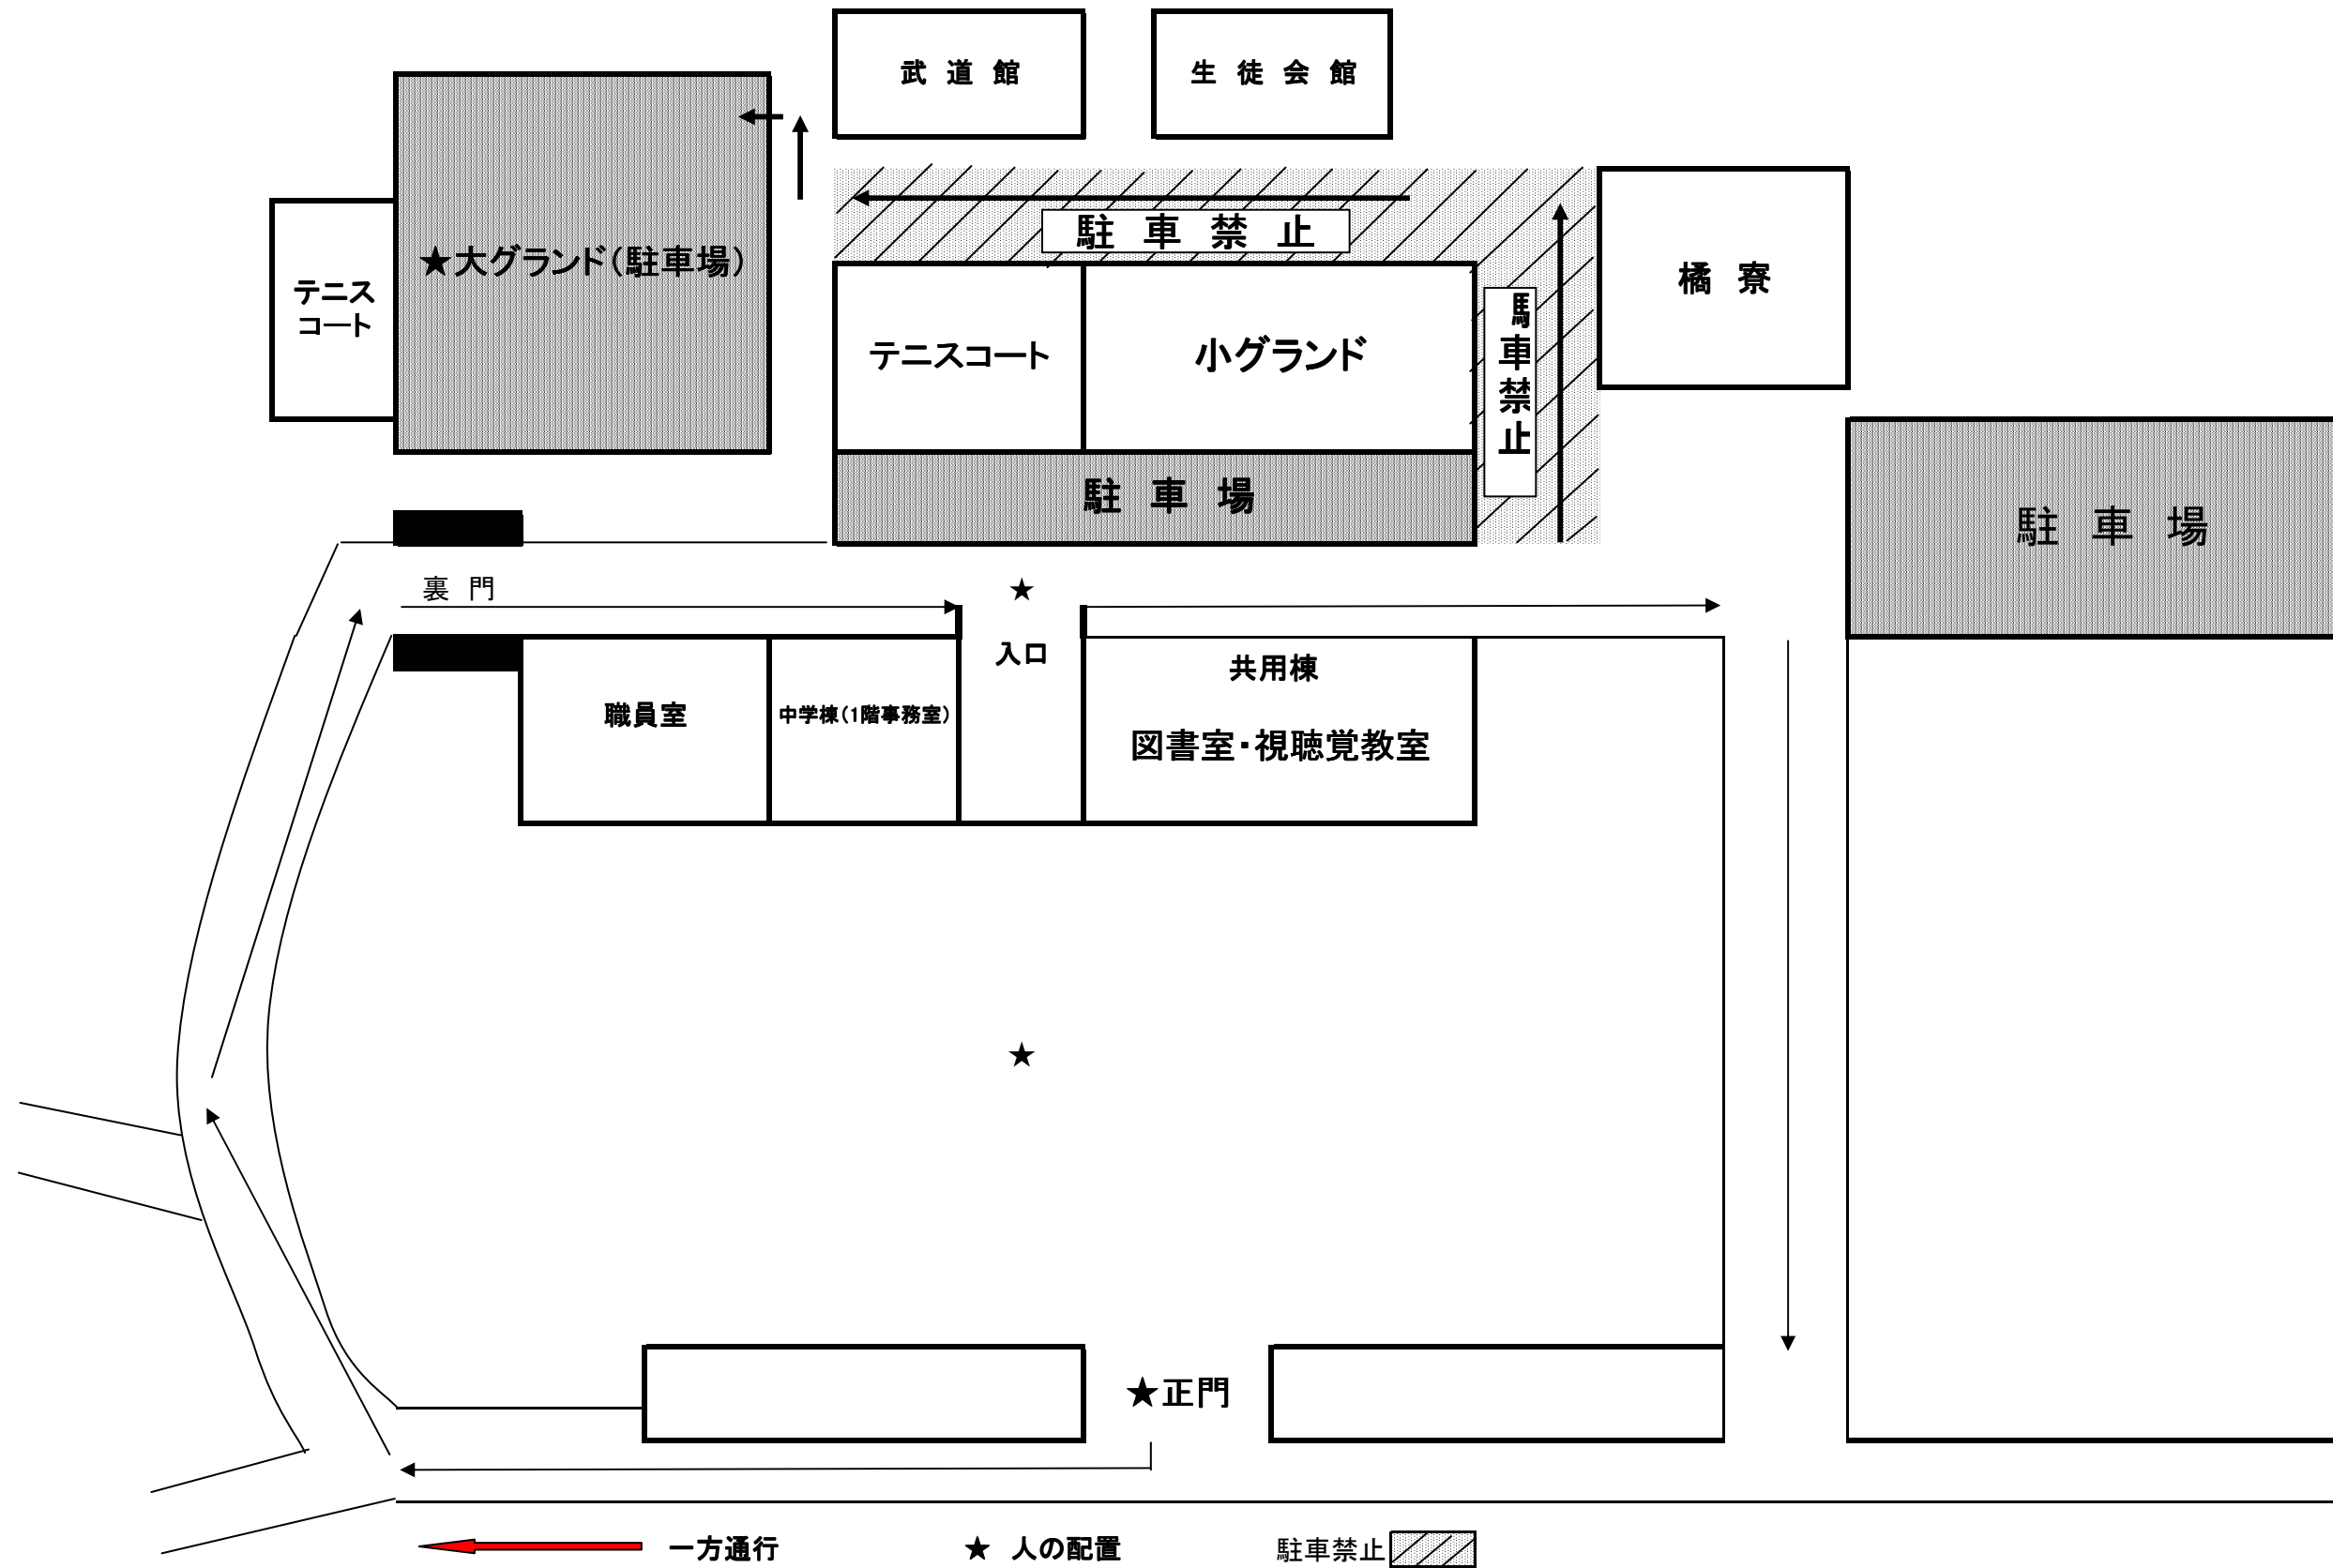 武 道 館
生 徒 会 館
駐 車 禁 止
★大グランド(駐車場)
テニス
コート
橘 寮
駐車禁止
テニスコート
小グランド
駐 車 場
駐 車 場
裏 門
★
入口
共用棟
職員室
中学棟(1階事務室)
図書室・視聴覚教室
★
★正門
一方通行
★ 人の配置
駐車禁止